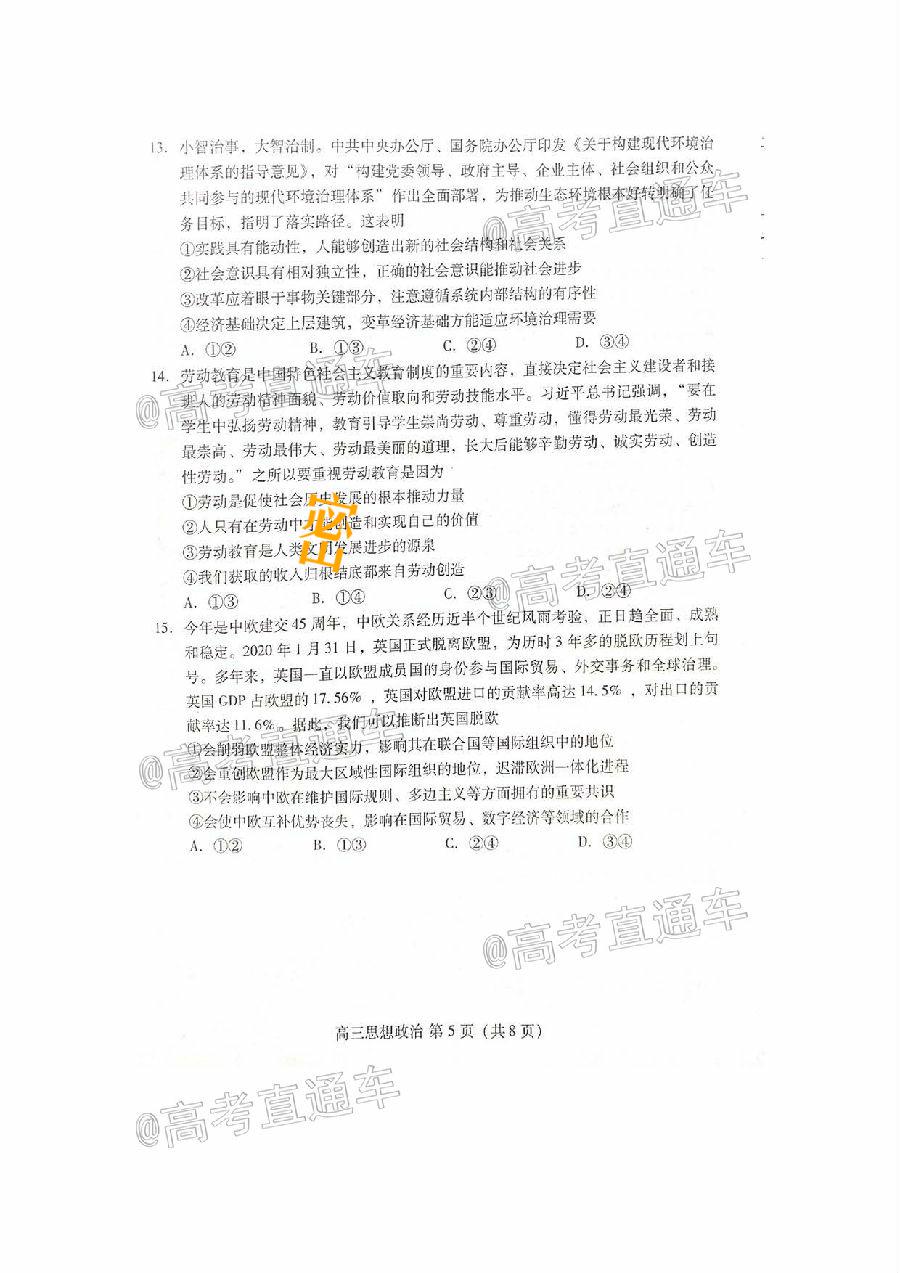 13. 小智治事，大智治制。中共中央办公厅、国务院办公厅印发《关于构建现代环境治
理体系的指导意见》，对“构建党委领导、政府主导、企业主体、社会组织和公众
共同参与的现代环境治理体系”作出全面部署，为推动生态环境根本好转明确了任
务目标，指明了落实路径。这表明
①实践具有能动性，人能够创造出新的社会结构和社会关系
②社会意识具有相对独立性，正确的社会意识能推动社会进步
③改革应着眼于事物关键部分，注意遵循系统内部结构的有序性
④经济基础决定上层建筑，变革经济基础方能适应环境治理需要
A. ①② B. ①③ C. ②④ D. ③④
14. 劳动教育是中国特色社会主义教育制度的重要内容，直接决定社会主义建设者和接
班人的劳动精神面貌、劳动价值取向和劳动技能水平。习近平总书记强调，“要在
学生中弘扬劳动精神，教育引导学生崇尚劳动、尊重劳动，懂得劳动最光荣、劳动
最崇高、劳动最伟大、劳动最美丽的道理，长大后能够辛勤劳动、诚实劳动、创造
性劳动。”之所以要重视劳动教育是因为
①劳动是促使社会历史发展的根本推动力量
②人只有在劳动中才能创造和实现自己的价值
③劳动教育是人类文明发展进步的源泉
④我们获取的收入归根结底都来自劳动创造
A. ①③ B. ①④ C. ②③ D. ②④
密
出
15. 今年是中欧建交 45 周年，中欧关系经历近半个世纪风雨考验，正日趋全面、成熟
和稳定。2020 年 1 月 31 日，英国正式脱离欧盟，为历时 3 年多的脱欧历程划上句
号。多年来，英国一直以欧盟成员国的身份参与国际贸易、外交事务和全球治理。
英国 GDP 占欧盟的 17.56%，英国对欧盟进口的贡献率高达 14.5%，对出口的贡
献率达 11.6%。据此，我们可以推断出英国脱欧
①会削弱欧盟整体经济实力，影响其在联合国等国际组织中的地位
②会重创欧盟作为最大区域性国际组织的地位，迟滞欧洲一体化进程
③不会影响中欧在维护国际规则、多边主义等方面拥有的重要共识
④会使中欧互补优势丧失，影响在国际贸易、数字经济等领域的合作
A. ①② B. ①③ C. ②④ D. ③④
高三思想政治 第 5 页（共 8 页）
@高考直通车
@高考直通车
@高考直通车
@高考直通车
@高考直通车
@高考直通车